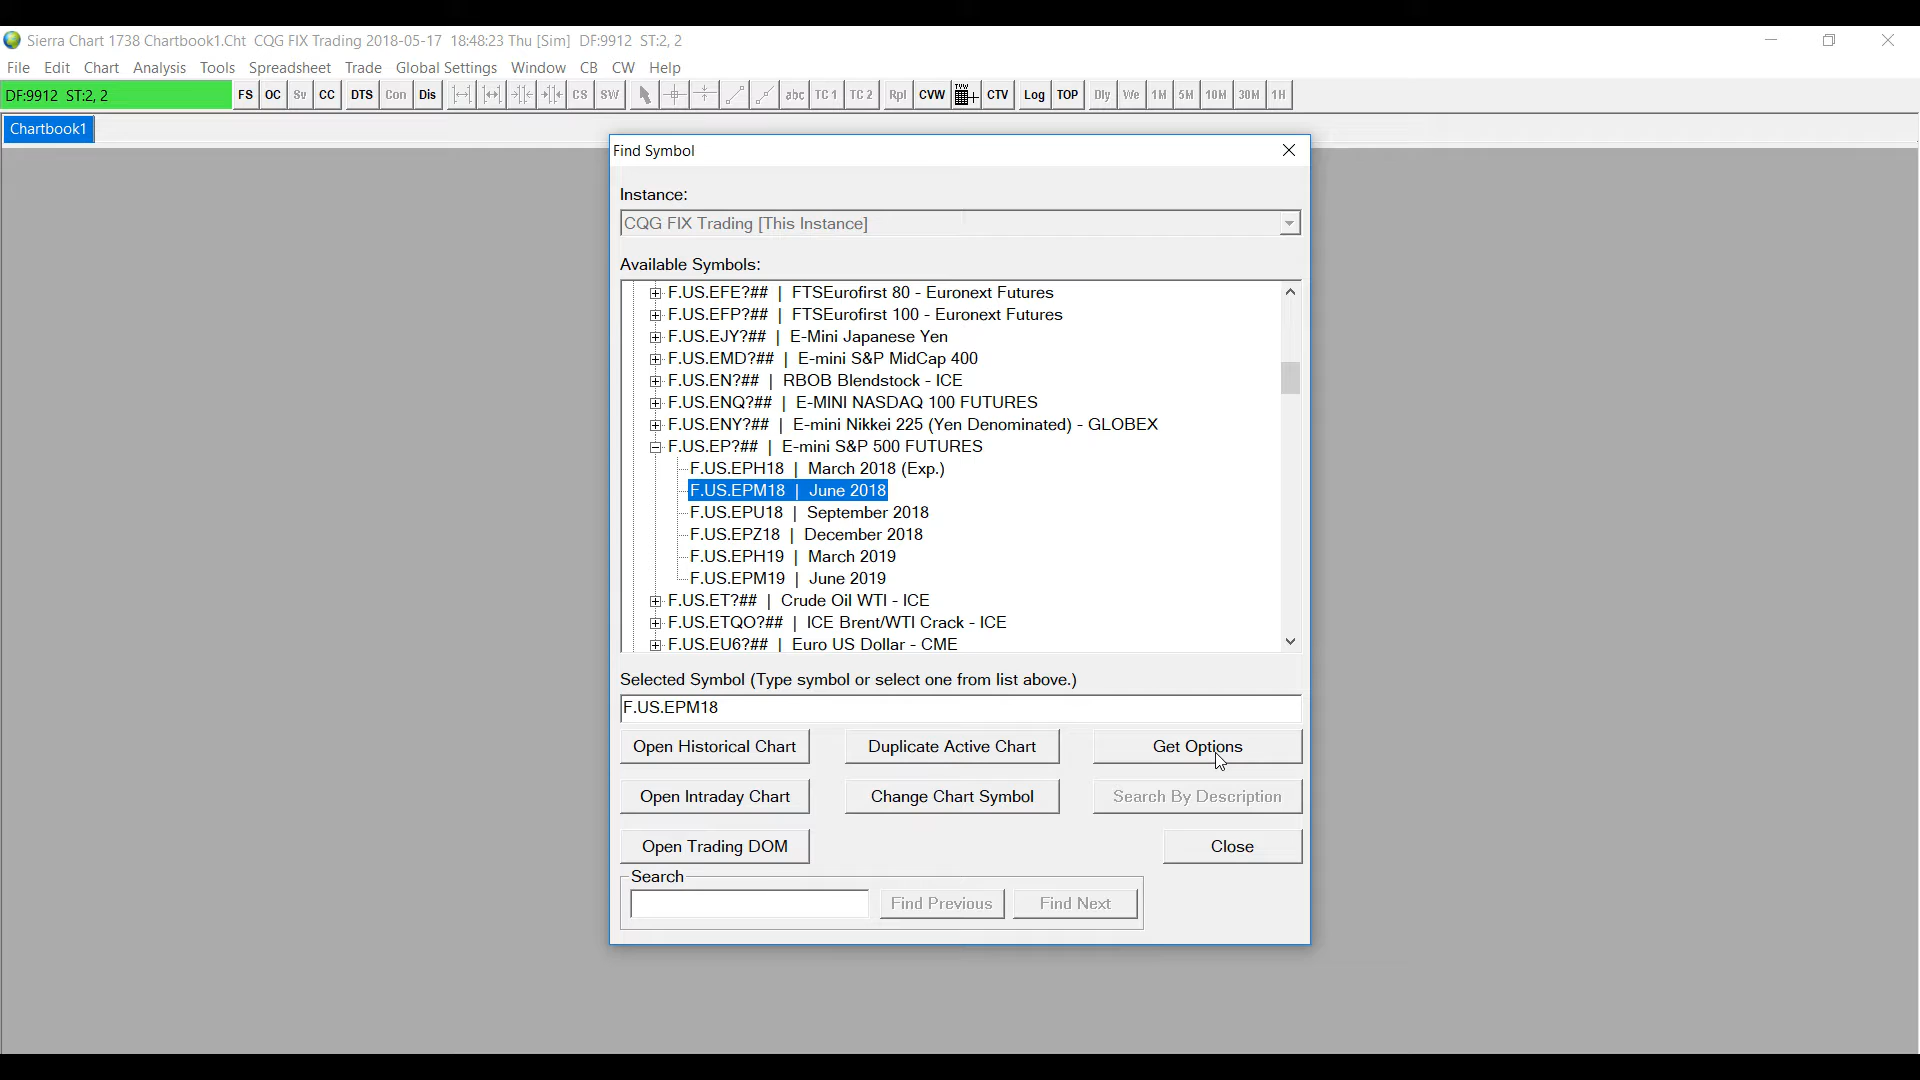 Sierra Chart 1738 Chartbook1.Cht  CQG FIX Trading 2018-05-17  18:48:23 Thu [Sim]  DF:9912  ST:2, 2
File Edit Chart Analysis Tools Spreadsheet Trade Global Settings Window CB CW Help
DF:9912  ST:2, 2 FS OC Sv CC DTS Con Dis CS SW abc TC 1 TC 2 Rpl CVW TVW CTV Log TOP Dly We 1M 5M 10M 30M 1H
Chartbook1
Find Symbol
Instance:
CQG FIX Trading [This Instance]
Available Symbols:
F.US.EFE?## | FTSEurofirst 80 - Euronext Futures
F.US.EFP?## | FTSEurofirst 100 - Euronext Futures
F.US.EJY?## | E-Mini Japanese Yen
F.US.EMD?## | E-mini S&P MidCap 400
F.US.EN?## | RBOB Blendstock - ICE
F.US.ENQ?## | E-MINI NASDAQ 100 FUTURES
F.US.ENY?## | E-mini Nikkei 225 (Yen Denominated) - GLOBEX
F.US.EP?## | E-mini S&P 500 FUTURES
F.US.EPH18 | March 2018 (Exp.)
F.US.EPM18 | June 2018
F.US.EPU18 | September 2018
F.US.EPZ18 | December 2018
F.US.EPH19 | March 2019
F.US.EPM19 | June 2019
F.US.ET?## | Crude Oil WTI - ICE
F.US.ETQO?## | ICE Brent/WTI Crack - ICE
F.US.EU6?## | Euro US Dollar - CME
Selected Symbol (Type symbol or select one from list above.)
F.US.EPM18
Open Historical Chart Duplicate Active Chart Get Options
Open Intraday Chart Change Chart Symbol Search By Description
Open Trading DOM Close
Search
Find Previous Find Next